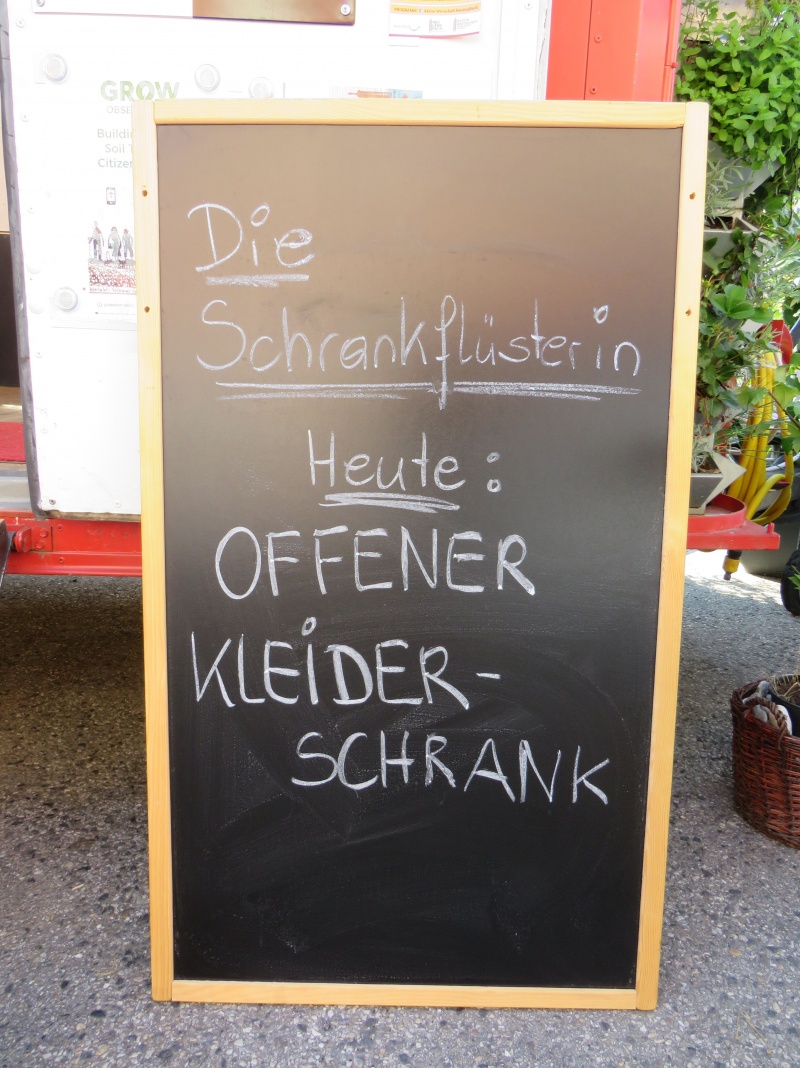 GROW
Die
Schrankflüsterin
Heute:
OFFENER
KLEIDER-
SCHRANK